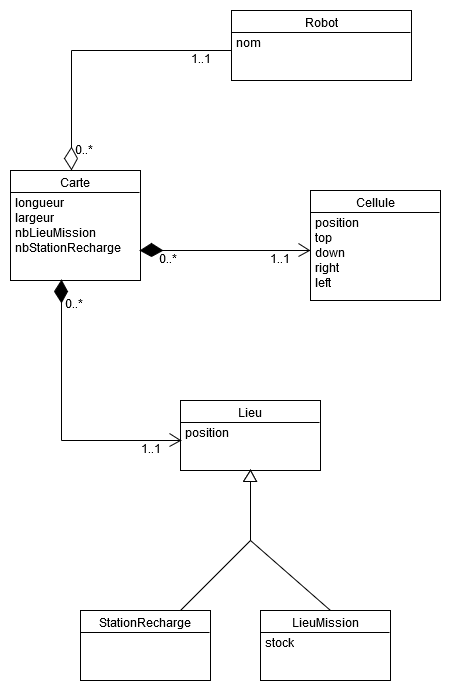 Robot
nom
1..1
0..*
Carte
longueur
largeur
nbLieuMission
nbStationRecharge
0..*
1..1
Cellule
position
top
down
right
left
0..*
1..1
Lieu
position
StationRecharge
LieuMission
stock